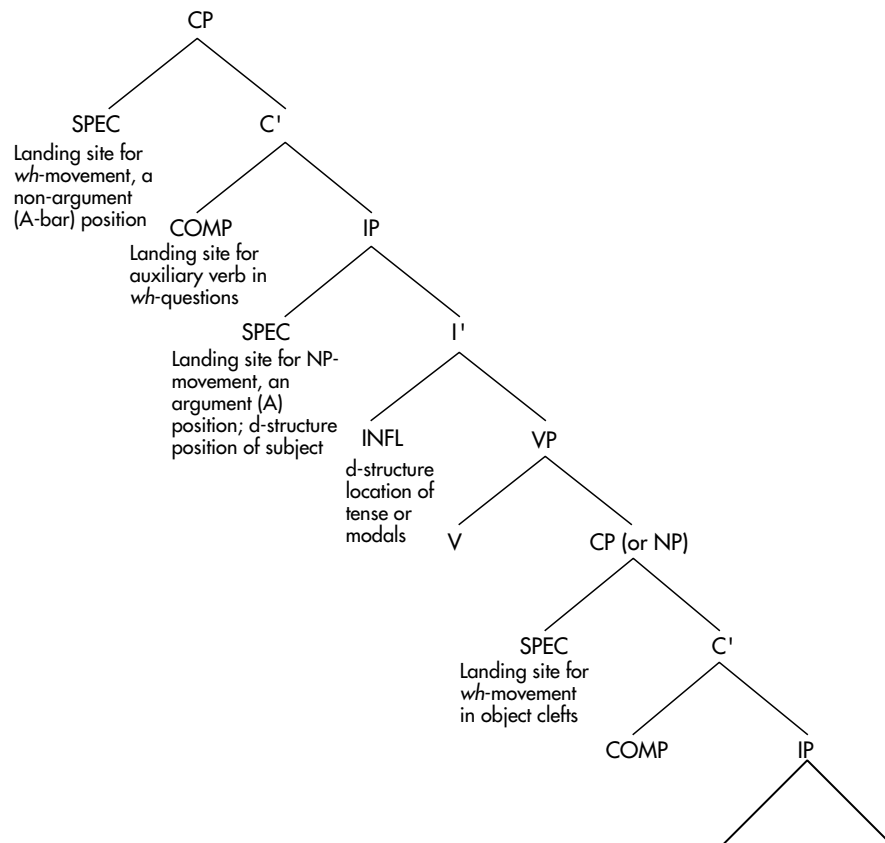 CP
SPEC
C'
Landing site for
wh-movement, a
non-argument
(A-bar) position
COMP
IP
Landing site for
auxiliary verb in
wh-questions
SPEC
I'
Landing site for NP-
movement, an
argument (A)
position; d-structure
position of subject
INFL
VP
d-structure
location of
tense or
modals
V
CP (or NP)
SPEC
C'
Landing site for
wh-movement
in object clefts
COMP
IP